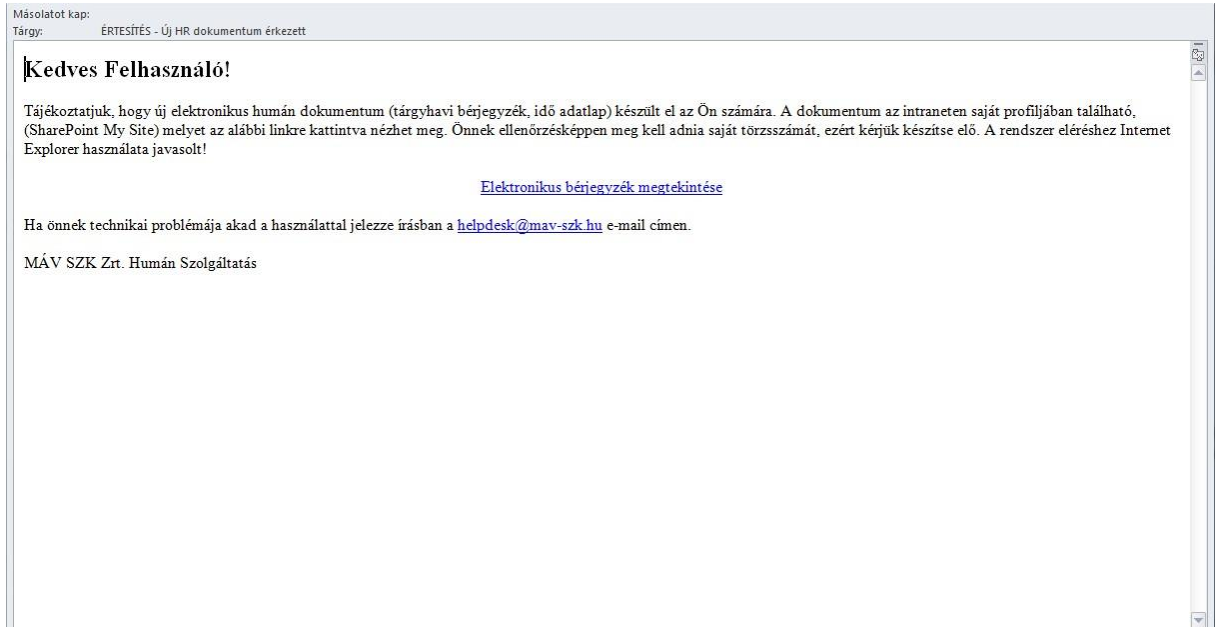 Másolatot kap:
Tárgy: ÉRTESÍTÉS - Új HR dokumentum érkezett
Kedves Felhasználó!
Tájékoztatjuk, hogy új elektronikus humán dokumentum (tárgyhavi bérjegyzék, idő adatlap) készült el az Ön számára. A dokumentum az intraneten saját profiljában található,
(SharePoint My Site) melyet az alábbi linkre kattintva nézhet meg. Önnek ellenőrzésképpen meg kell adnia saját törzsszámát, ezért kérjük készítse elő. A rendszer eléréshez Internet
Explorer használata javasolt!
Elektronikus bérjegyzék megtekintése
Ha önnek technikai problémája akad a használattal jelezze írásban a helpdesk@mav-szk.hu e-mail címen.
MÁV SZK Zrt. Humán Szolgáltatás